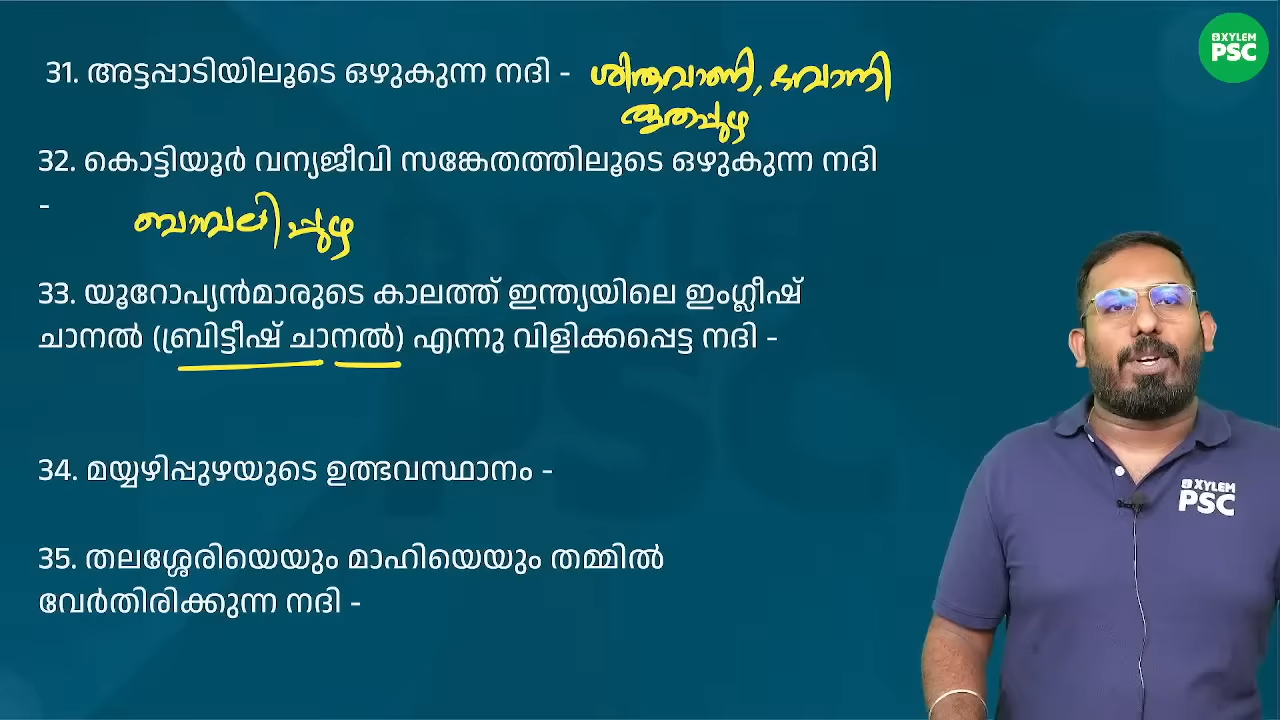 31. അട്ടപ്പാടിയിലൂടെ ഒഴുകുന്ന നദി - ശിരുവാണി, ഭവാനി
തൂതപ്പുഴ
32. കൊട്ടിയൂർ വന്യജീവി സങ്കേതത്തിലൂടെ ഒഴുകുന്ന നദി
- ബാവലിപ്പുഴ
33. യൂറോപ്യൻമാരുടെ കാലത്ത് ഇന്ത്യയിലെ ഇംഗ്ലീഷ്
ചാനൽ (ബ്രിട്ടീഷ് ചാനൽ) എന്നു വിളിക്കപ്പെട്ട നദി -
34. മയ്യഴിപ്പുഴയുടെ ഉത്ഭവസ്ഥാനം -
35. തലശ്ശേരിയെയും മാഹിയെയും തമ്മിൽ
വേർതിരിക്കുന്ന നദി -
XYLEM
PSC
XYLEM
PSC